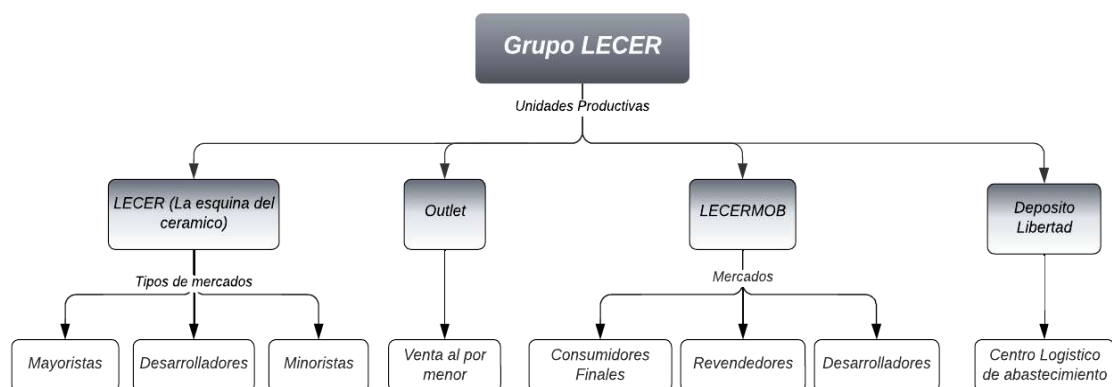 Grupo LECER
Unidades Productivas
LECER (La esquina del
ceramico)
Outlet
LECERMOB
Deposito
Libertad
Tipos de mercados
Mercados
Mayoristas
Desarrolladores
Minoristas
Venta al por
menor
Consumidores
Finales
Revendedores
Desarrolladores
Centro Logistico
de abastecimiento